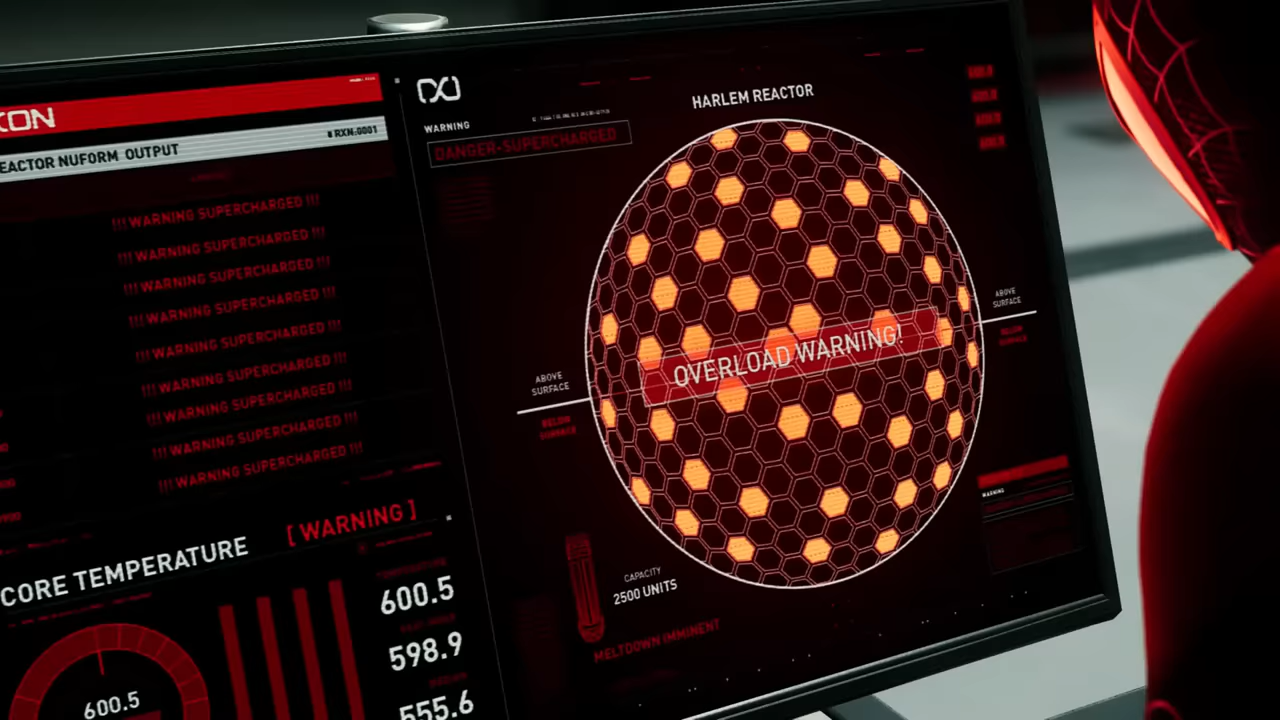 XON
RXN:0001
EACTOR NUFORM OUTPUT
!!! WARNING SUPERCHARGED !!!
!!! WARNING SUPERCHARGED !!!
!!! WARNING SUPERCHARGED !!!
!!! WARNING SUPERCHARGED !!!
!!! WARNING SUPERCHARGED !!!
!!! WARNING SUPERCHARGED !!!
!!! WARNING SUPERCHARGED !!!
!!! WARNING SUPERCHARGED !!!
!!! WARNING SUPERCHARGED !!!
CORE TEMPERATURE
[ WARNING ]
600.5
598.9
555.6
600.5
WARNING
DANGER-SUPERCHARGED
HARLEM REACTOR
OVERLOAD WARNING!
ABOVE
SURFACE
BELOW
SURFACE
ABOVE
SURFACE
BELOW
SURFACE
WARNING
CAPACITY
2500 UNITS
MELTDOWN IMMINENT